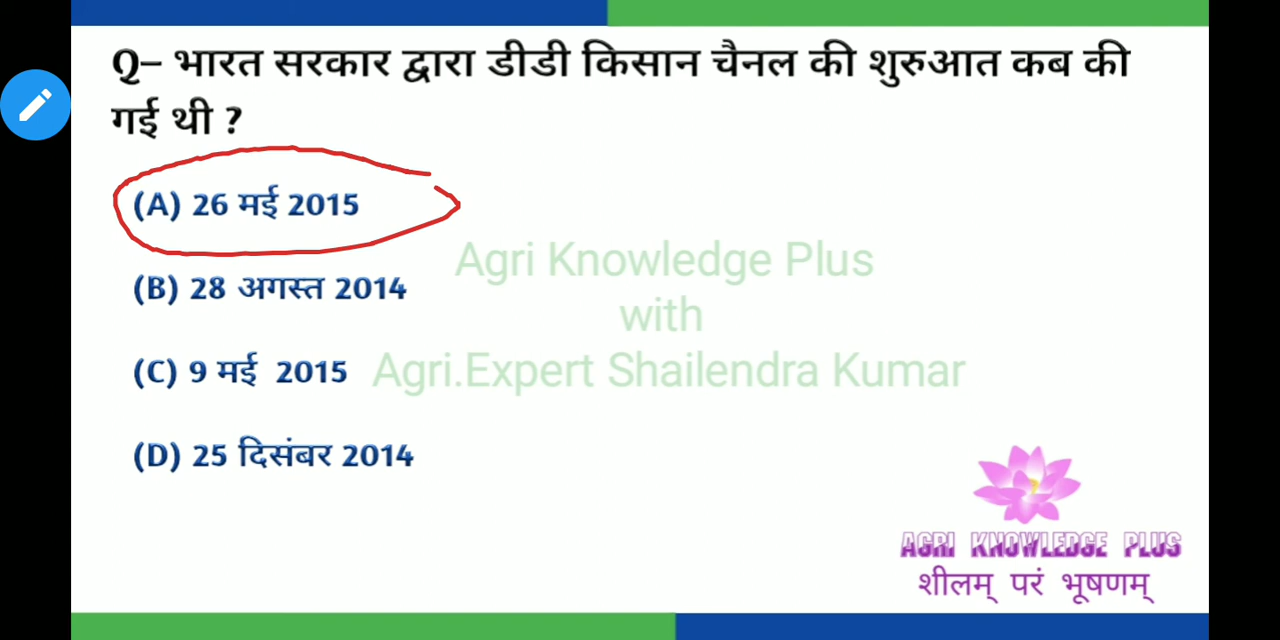 Q– भारत सरकार द्वारा डीडी किसान चैनल की शुरुआत कब की
गई थी ?
(A) 26 मई 2015
(B) 28 अगस्त 2014
(C) 9 मई 2015
(D) 25 दिसंबर 2014
Agri Knowledge Plus
with
Agri.Expert Shailendra Kumar
AGRI KNOWLEDGE PLUS
शीलम् परं भूषणम्